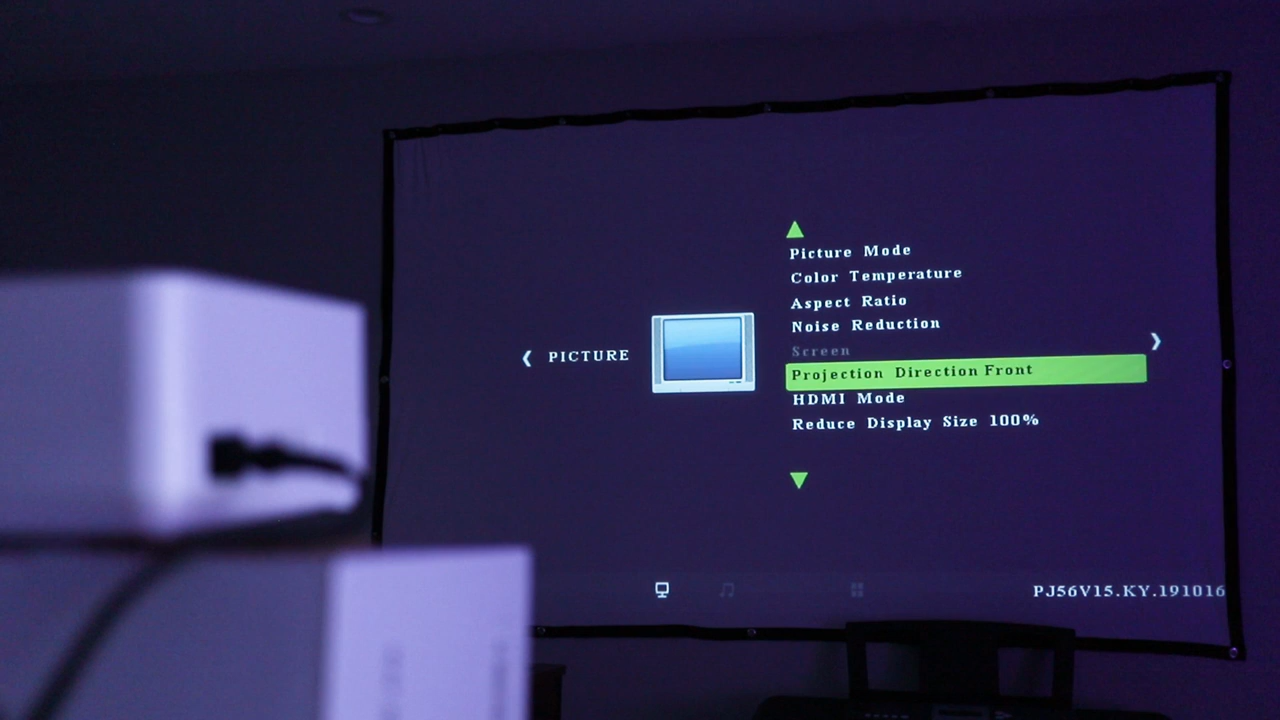 Picture Mode
Color Temperature
Aspect Ratio
Noise Reduction
PICTURE
Screen
Projection Direction Front
HDMI Mode
Reduce Display Size 100%
PJ56V15.KY.191016